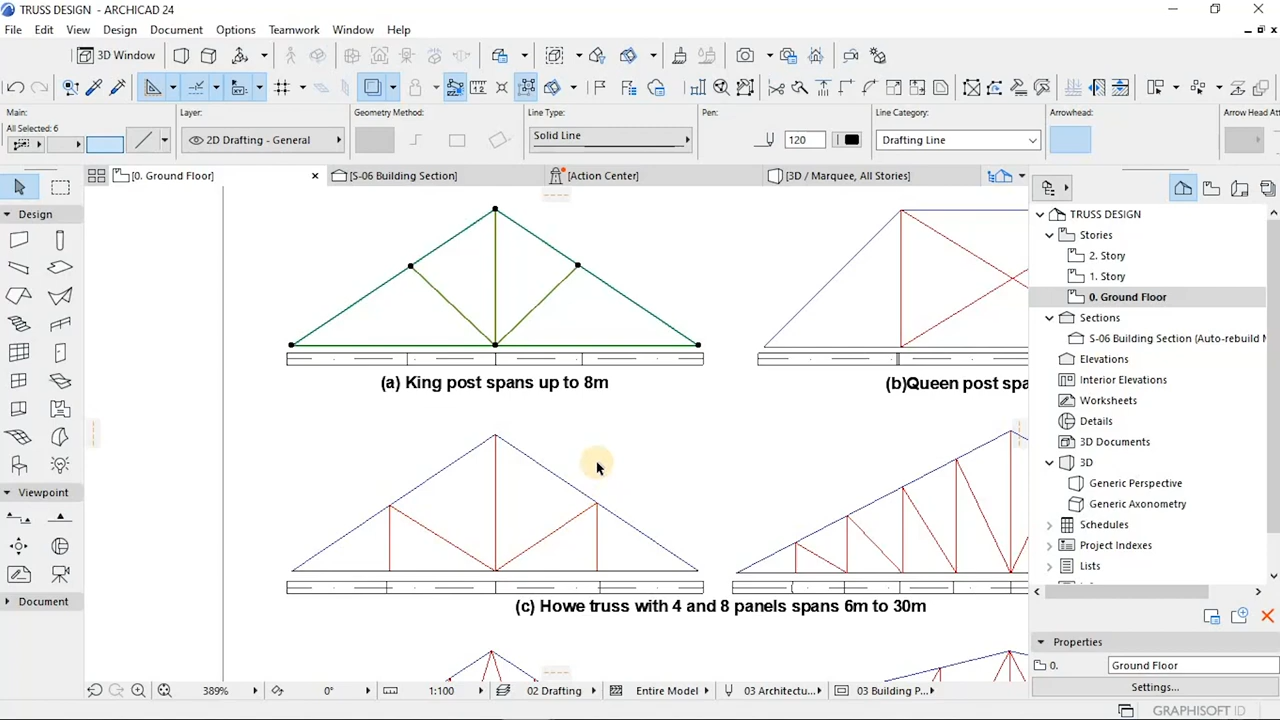 TRUSS DESIGN - ARCHICAD 24
File Edit View Design Document Options Teamwork Window Help
3D Window
Main: Layer: Geometry Method: Line Type: Pen: Line Category: Arrowhead: Arrow Head
All Selected: 6
2D Drafting - General
Solid Line
120
Drafting Line
[0. Ground Floor] [S-06 Building Section] [Action Center] [3D / Marquee, All Stories]
Design
Viewpoint
Document
(a) King post spans up to 8m
(b)Queen post
(c) Howe truss with 4 and 8 panels spans 6m to 30m
TRUSS DESIGN
Stories
2. Story
1. Story
0. Ground Floor
Sections
S-06 Building Section (Auto-rebuild
Elevations
Interior Elevations
Worksheets
Details
3D Documents
3D
Generic Perspective
Generic Axonometry
Schedules
Project Indexes
Lists
Properties
0. Ground Floor
Settings...
389% 0° 1:100 02 Drafting Entire Model 03 Architectu... 03 Building P...
GRAPHISOFT ID